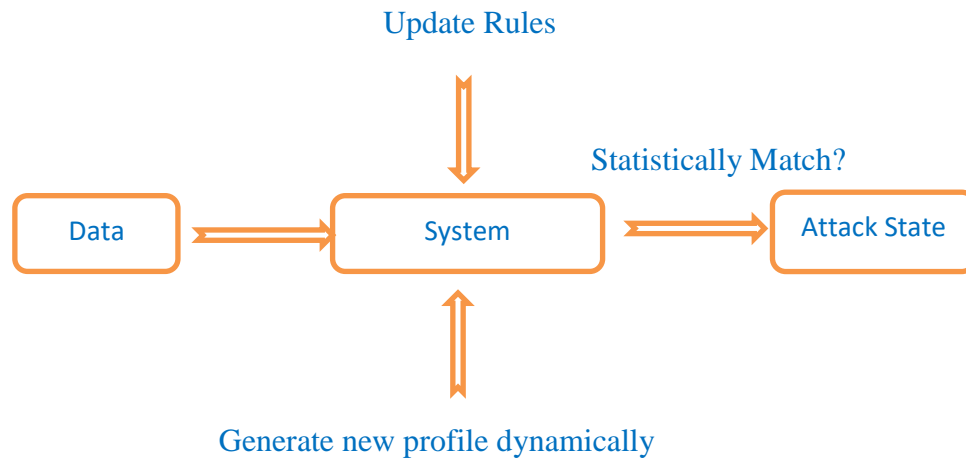 Update Rules
Statistically Match?
Data
System
Attack State
Generate new profile dynamically